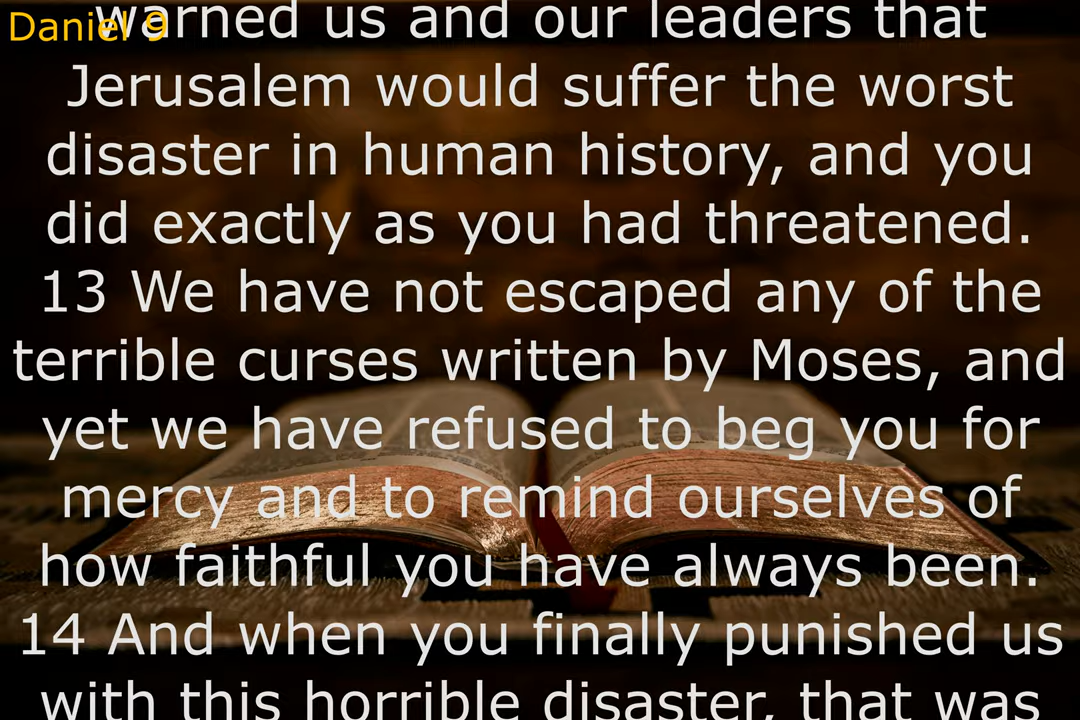 Daniel 9
warned us and our leaders that
Jerusalem would suffer the worst
disaster in human history, and you
did exactly as you had threatened.
13 We have not escaped any of the
terrible curses written by Moses, and
yet we have refused to beg you for
mercy and to remind ourselves of
how faithful you have always been.
14 And when you finally punished us
with this horrible disaster, that was